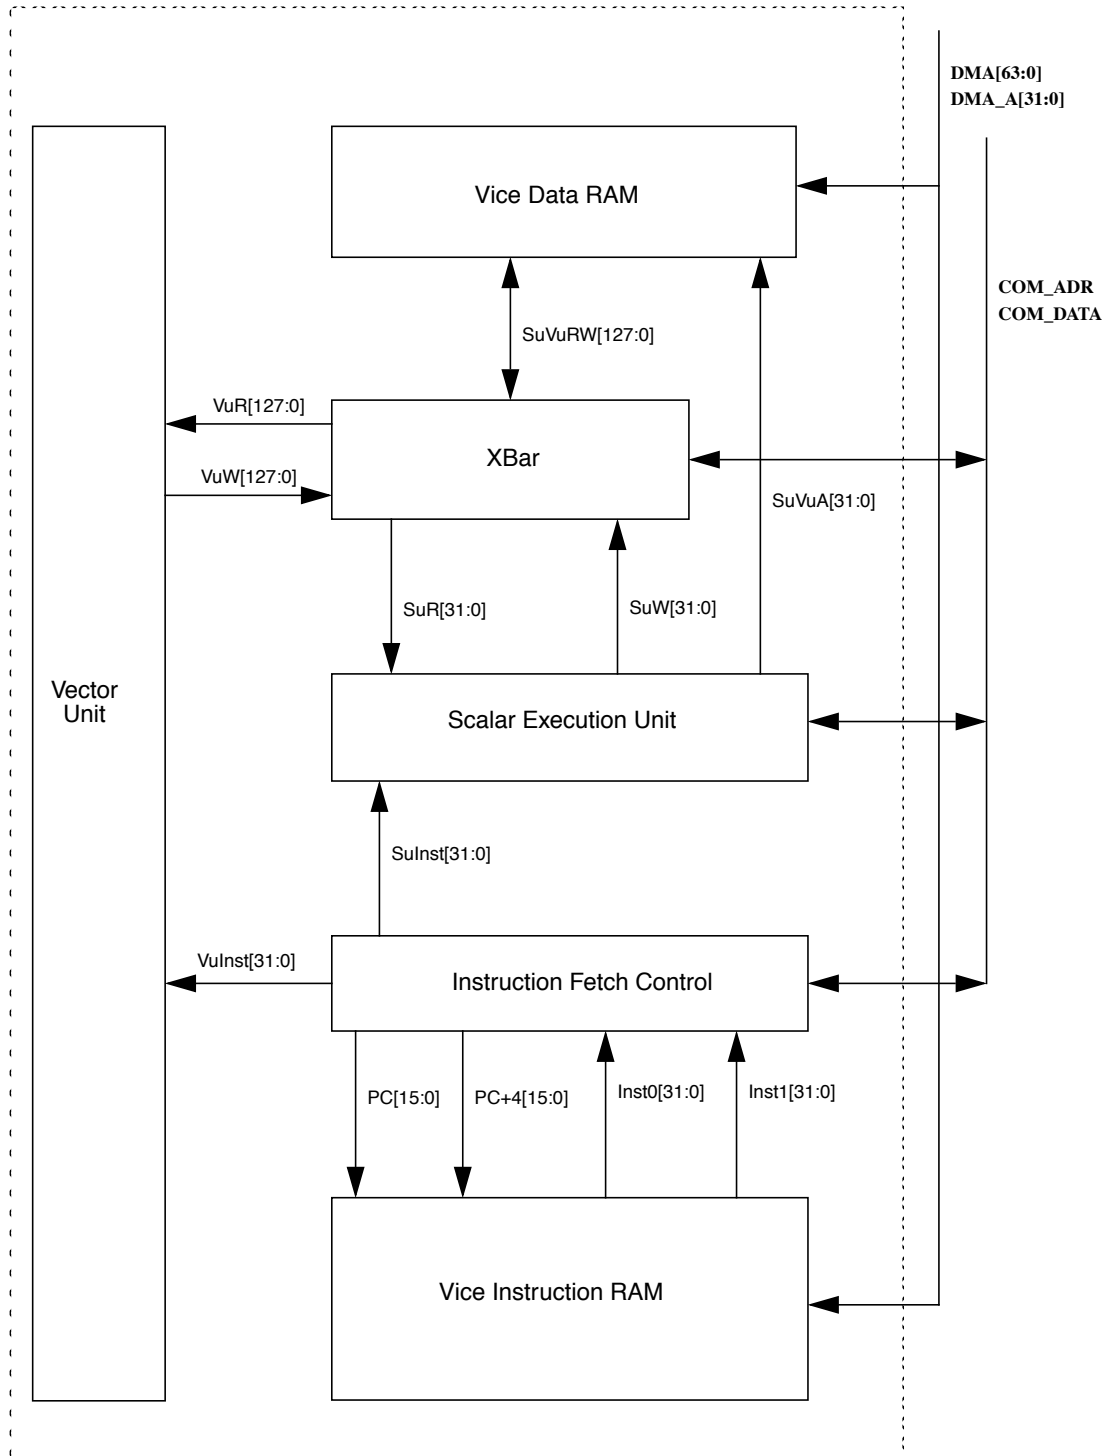 DMA[63:0]
DMA_A[31:0]
Vice Data RAM
COM_ADR
COM_DATA
SuVuRW[127:0]
VuR[127:0]
XBar
VuW[127:0]
SuVuA[31:0]
SuR[31:0]
SuW[31:0]
Vector
Unit
Scalar Execution Unit
SuInst[31:0]
VuInst[31:0]
Instruction Fetch Control
PC[15:0]
PC+4[15:0]
Inst0[31:0]
Inst1[31:0]
Vice Instruction RAM